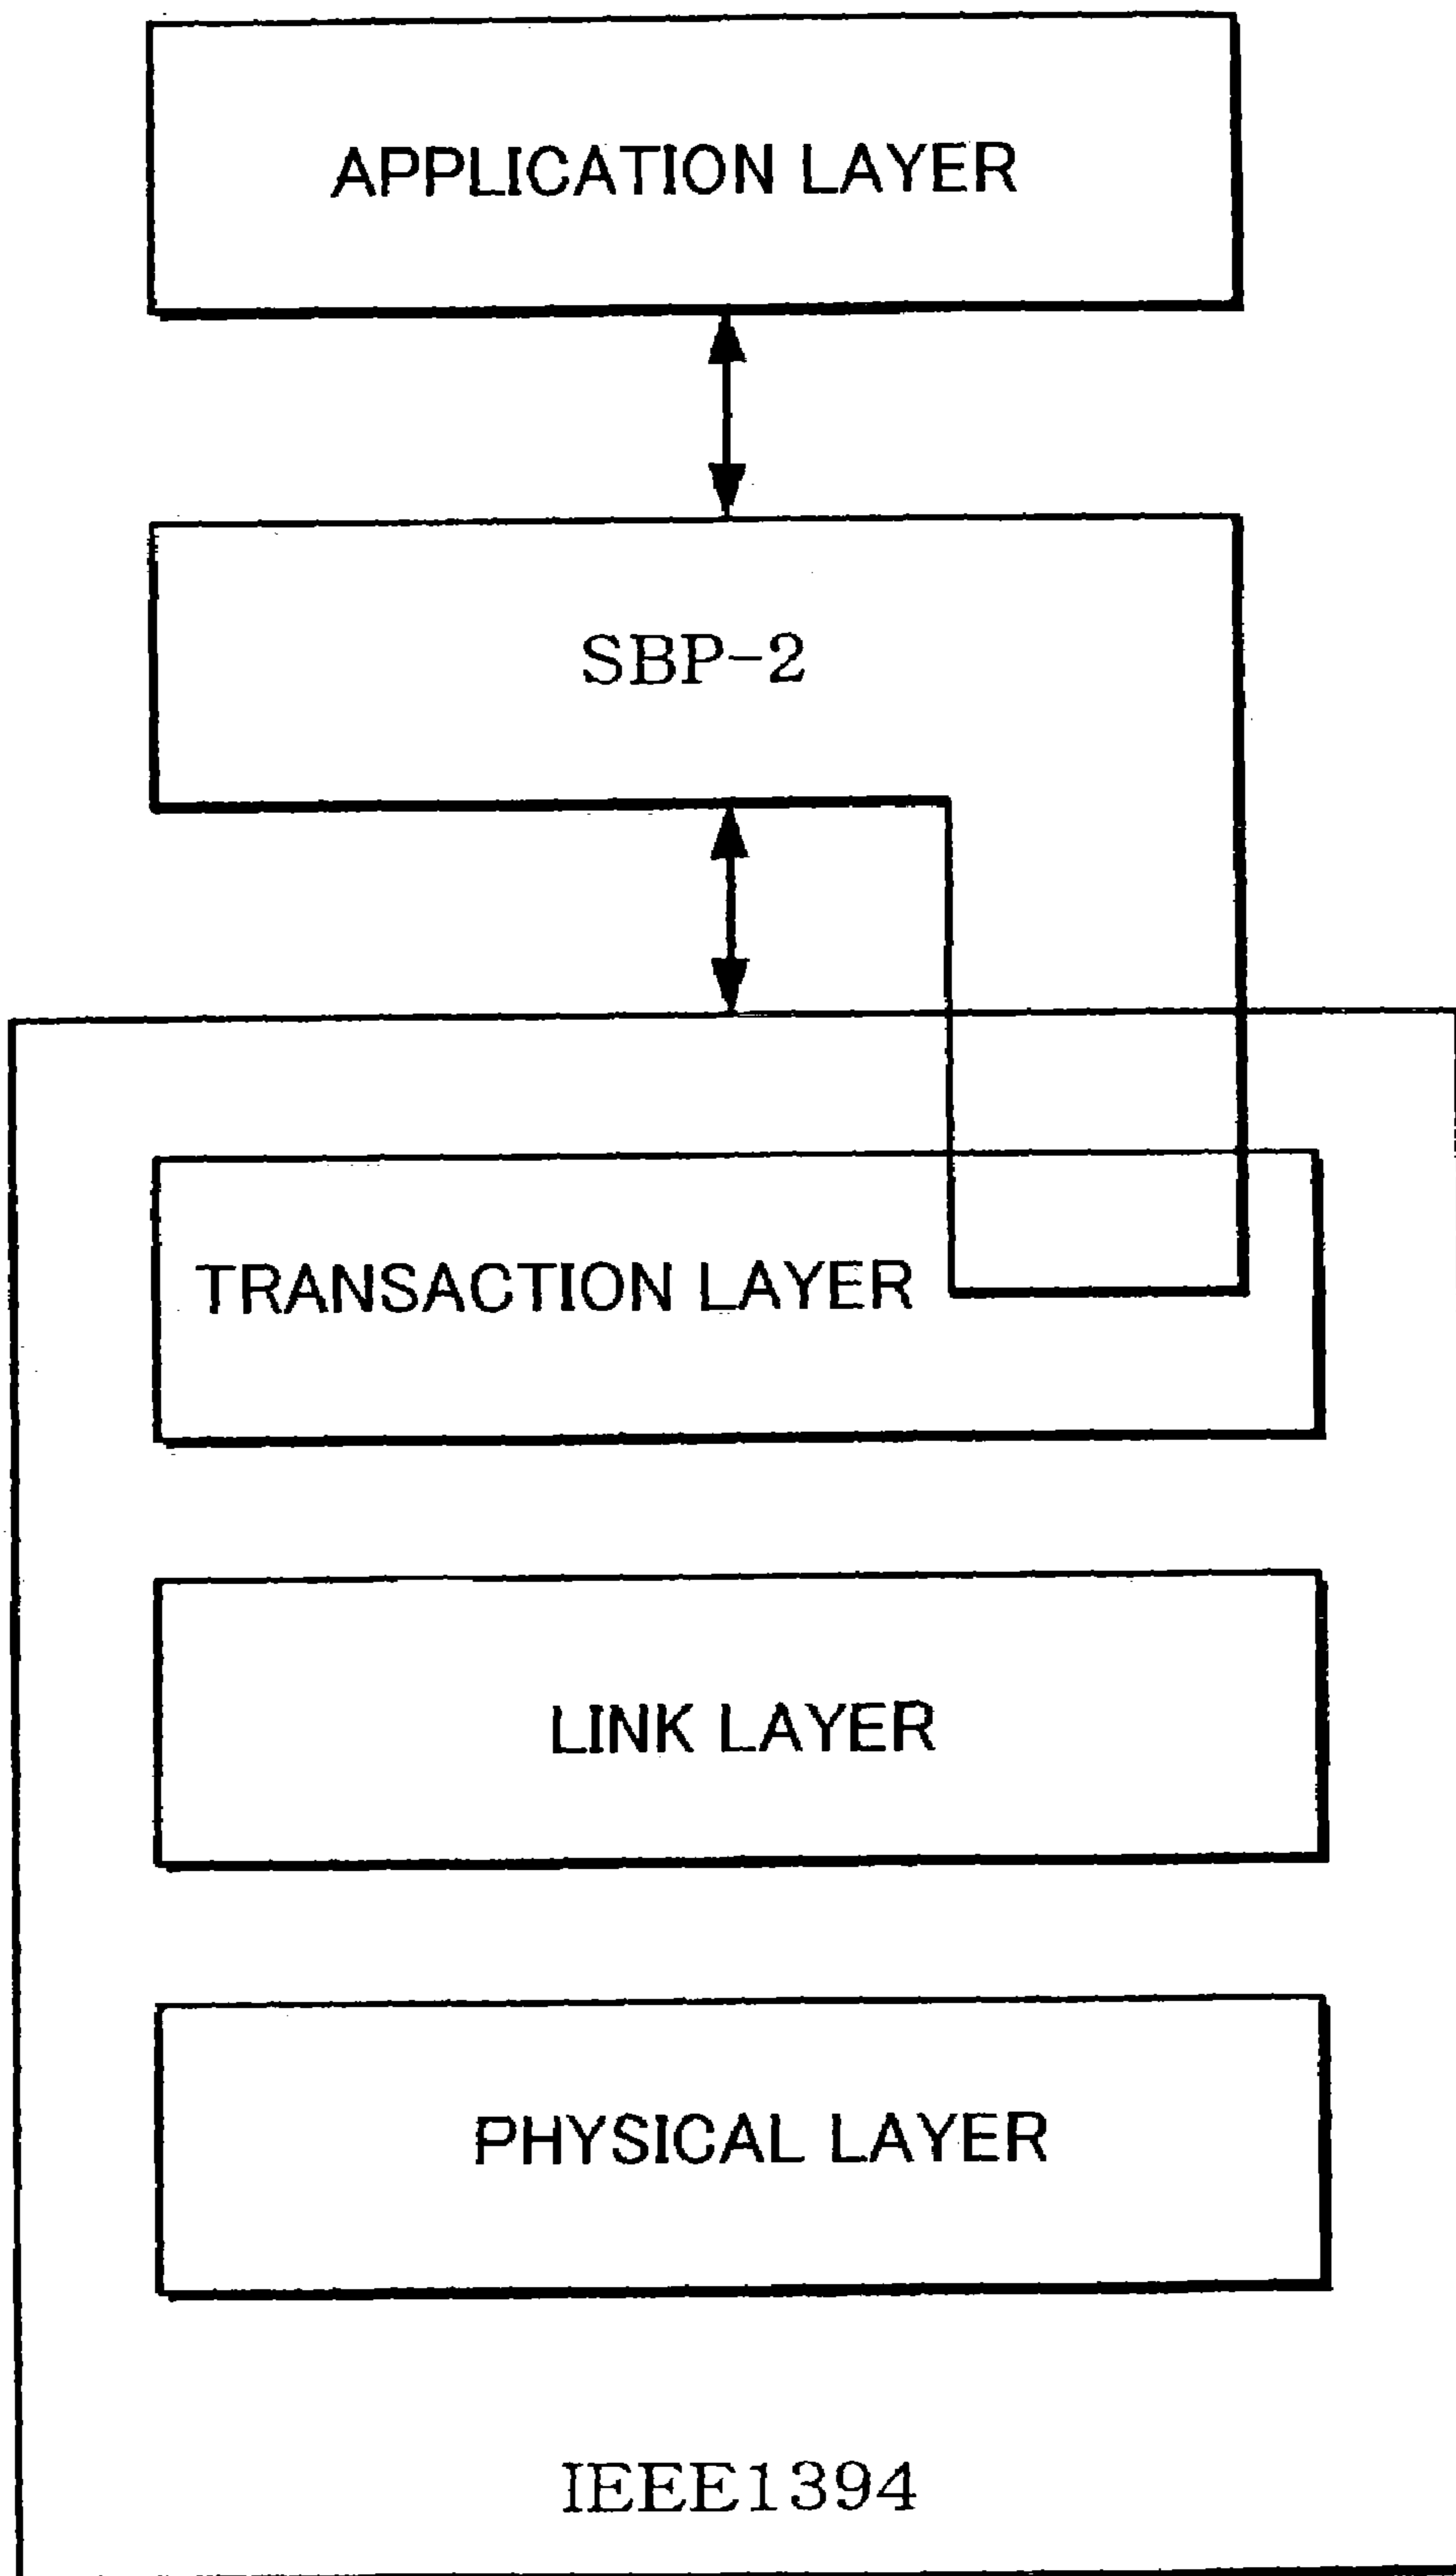 APPLICATION LAYER
SBP-2
TRANSACTION LAYER
LINK LAYER
PHYSICAL LAYER
IEEE1394